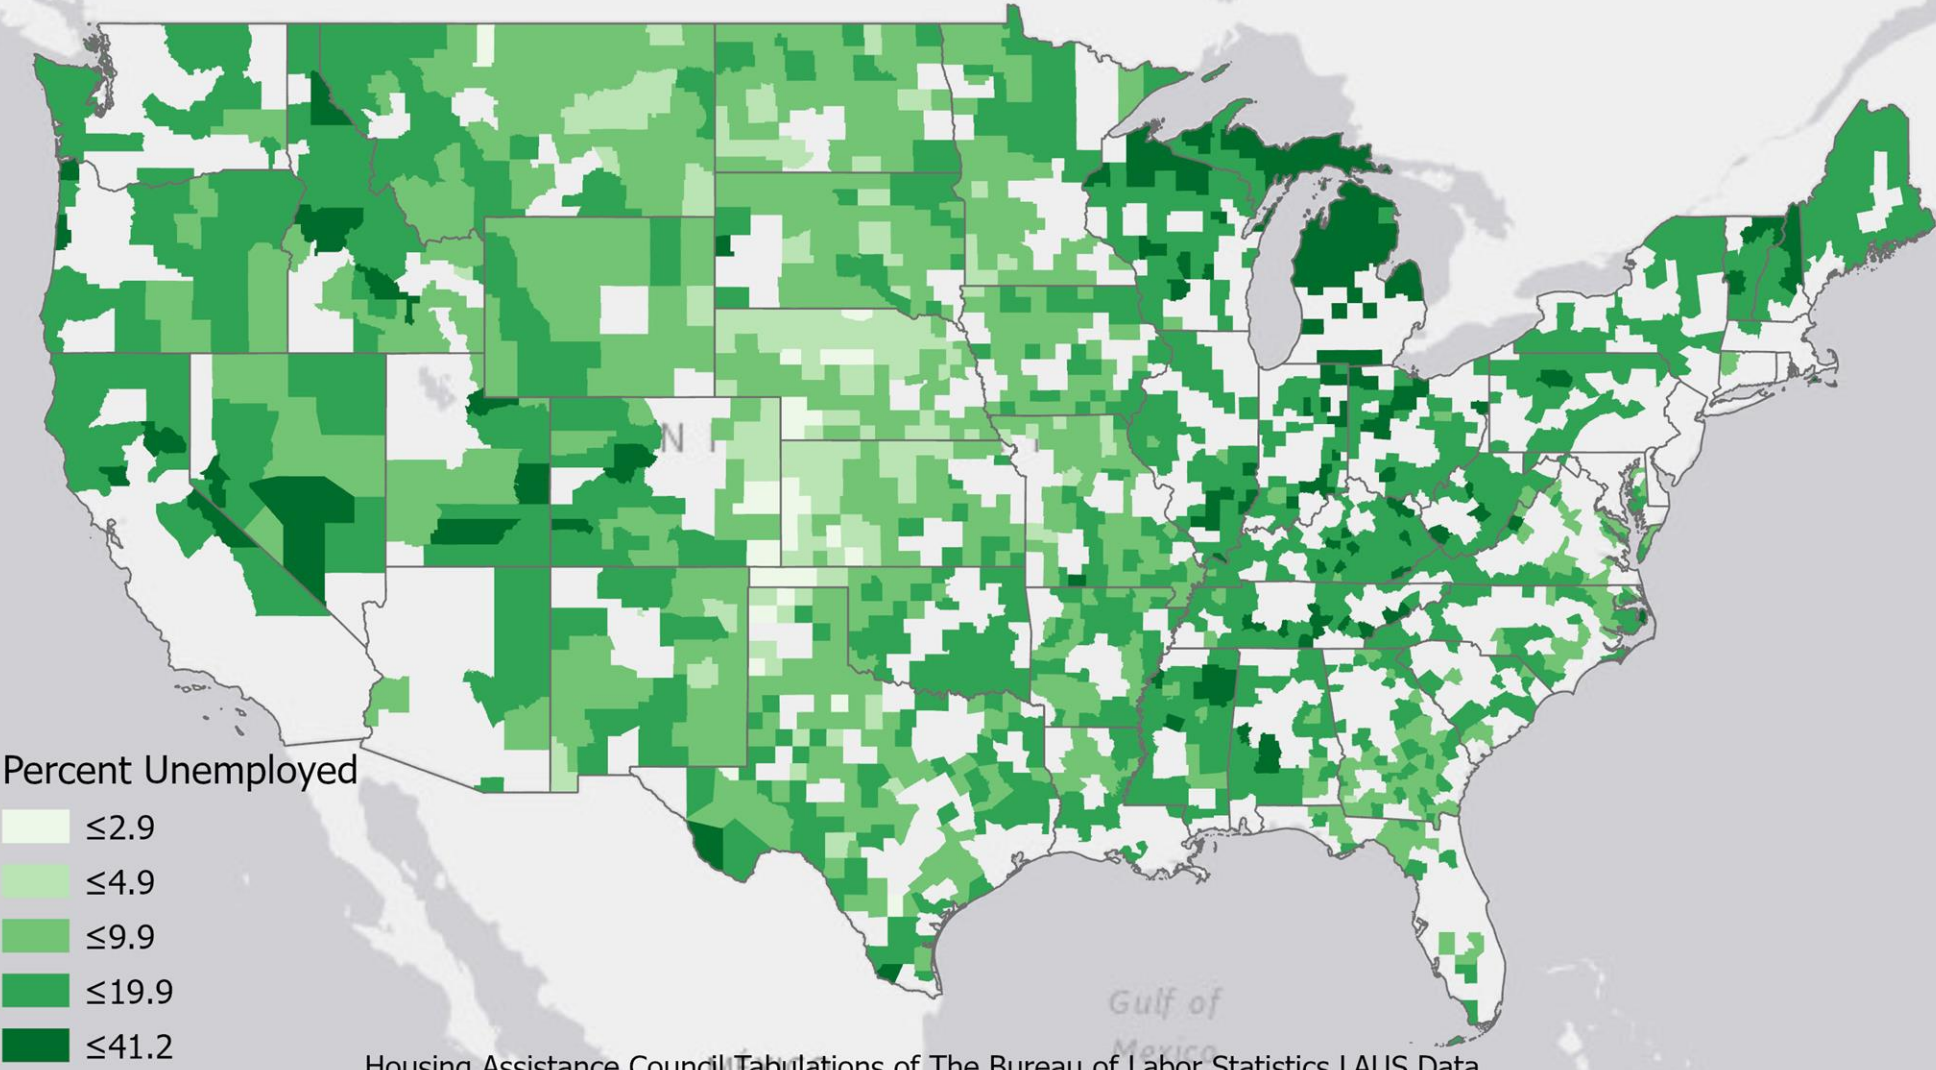 N I
Percent Unemployed
≤2.9
≤4.9
≤9.9
≤19.9
≤41.2
Gulf of
Mexico
Housing Assistance Council Tabulations of The Bureau of Labor Statistics LAUS Data